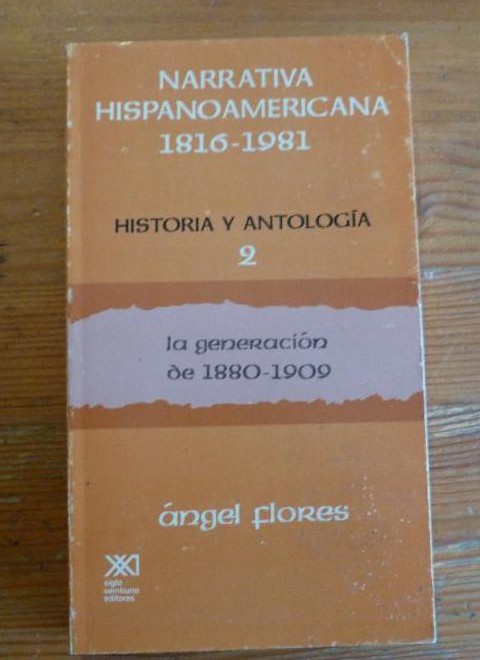 NARRATIVA
HISPANOAMERICANA
1816-1981
HISTORIA Y ANTOLOGÍA
2
la generación
de 1880-1909
ángel flores
siglo
veintiuno
editores